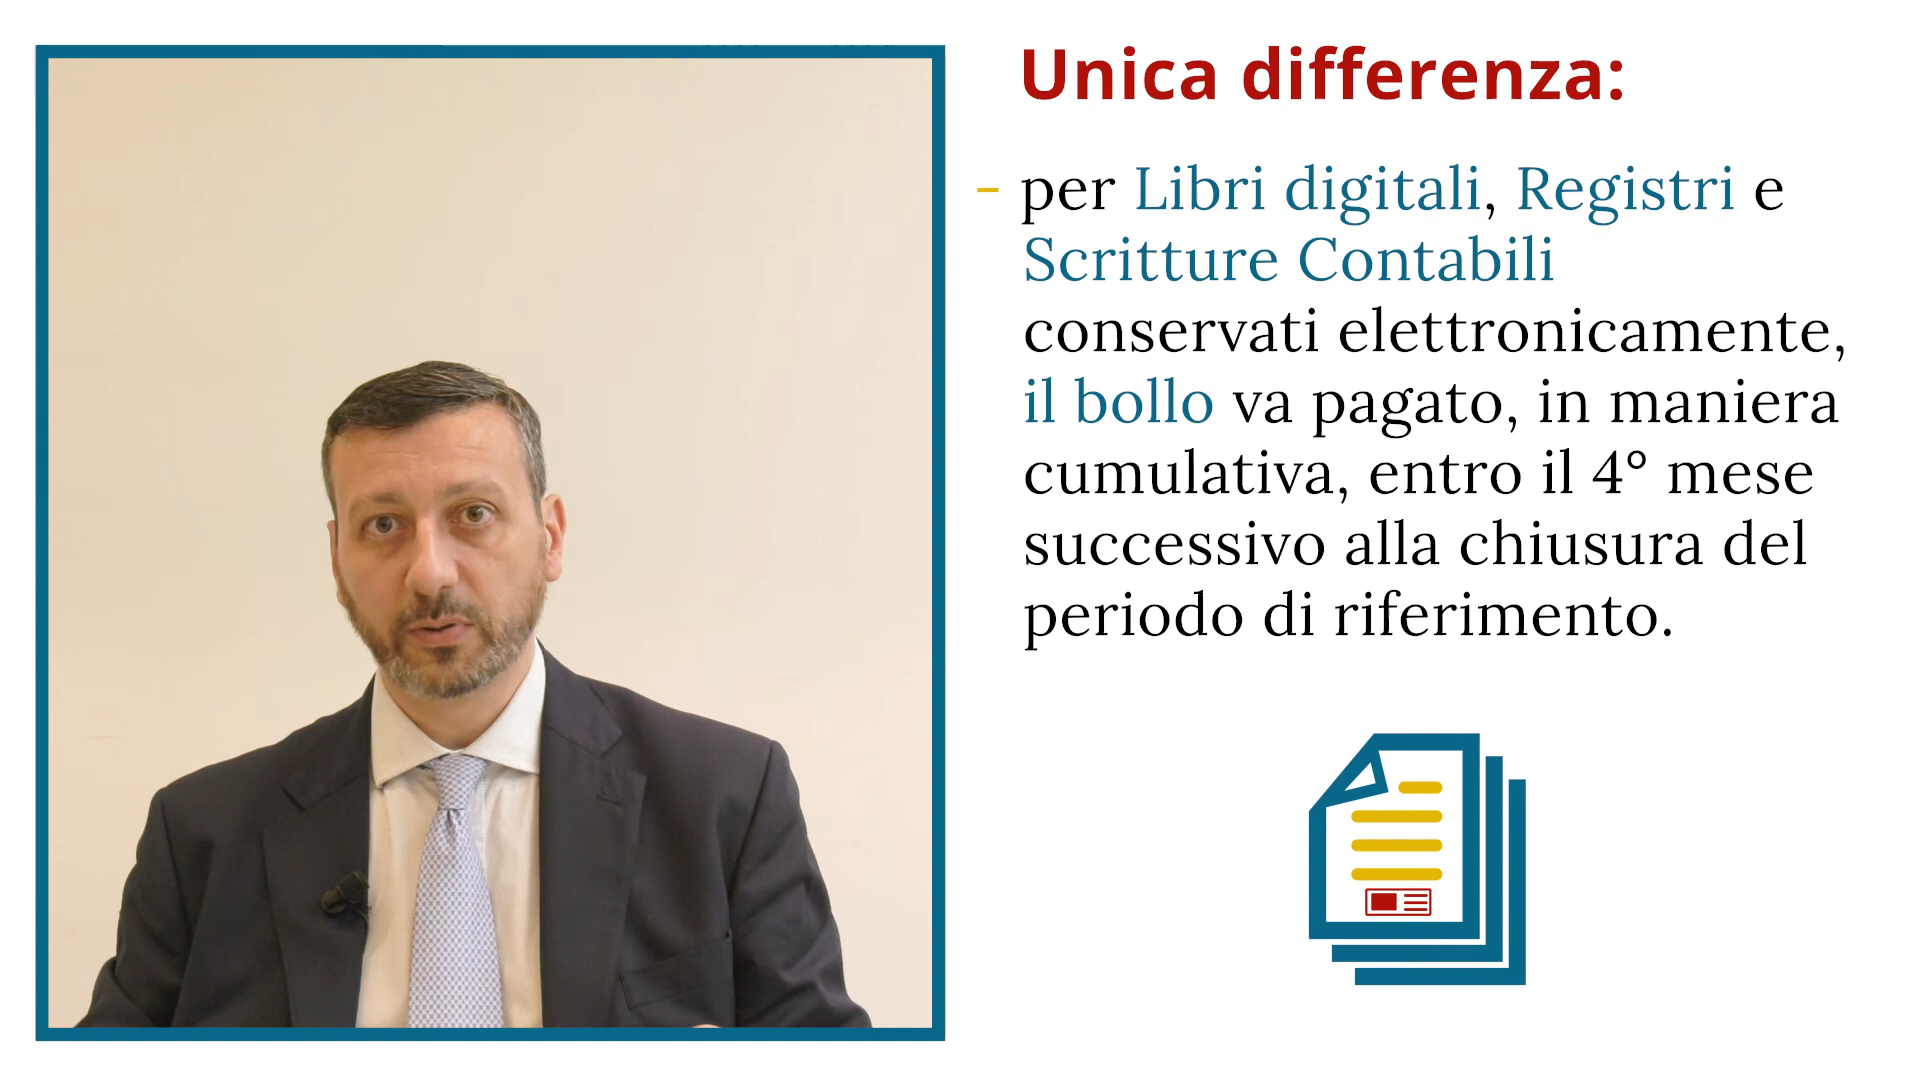 Unica differenza:
- per Libri digitali, Registri e
Scritture Contabili
conservati elettronicamente,
il bollo va pagato, in maniera
cumulativa, entro il 4° mese
successivo alla chiusura del
periodo di riferimento.